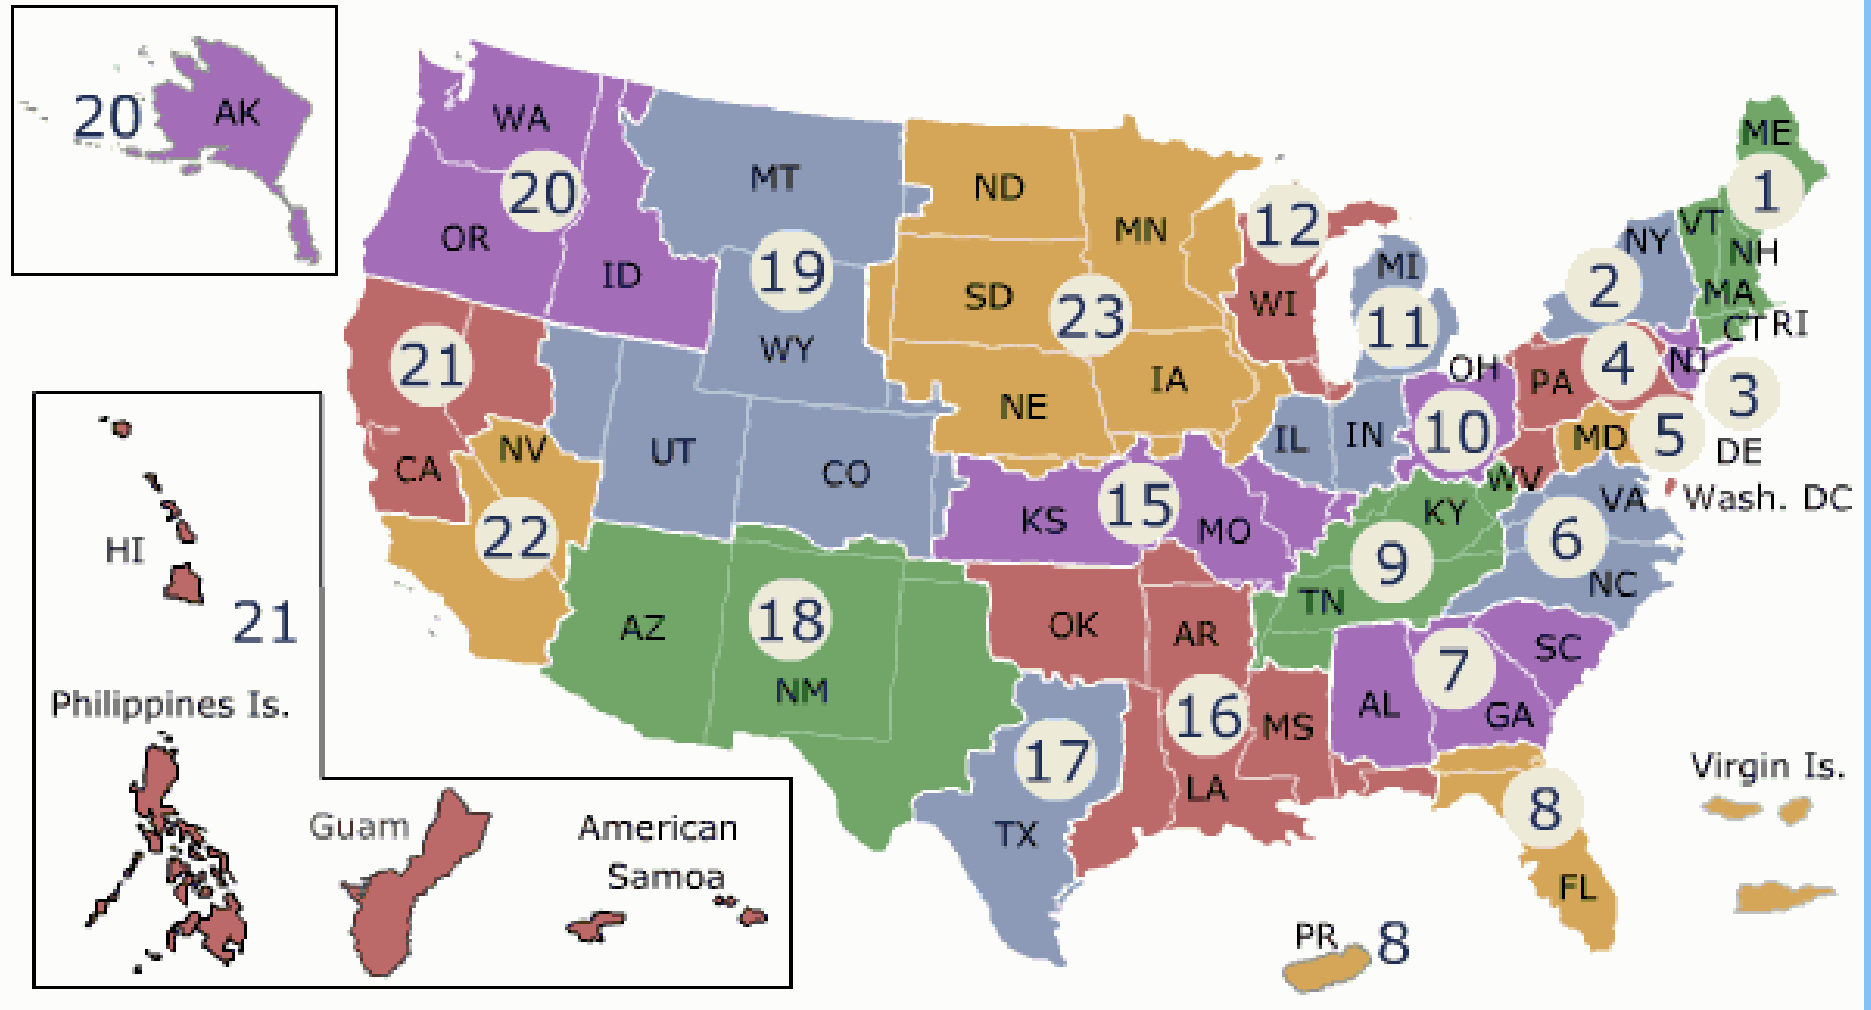 20
AK
WA
20
OR
ID
MT
19
WY
ND
MN
SD
23
NE
IA
12
WI
MI
11
ME
1
VT
NY
NH
2
MA
CT
RI
OH
PA
4
NJ
3
10
MD
5
DE
WV
VA
Wash. DC
6
NC
21
CA
NV
22
UT
CO
KS
15
MO
IL
IN
KY
9
TN
AZ
18
NM
OK
AR
16
MS
LA
17
TX
AL
7
GA
SC
8
FL
PR
8
Virgin Is.
HI
21
Philippines Is.
Guam
American
Samoa